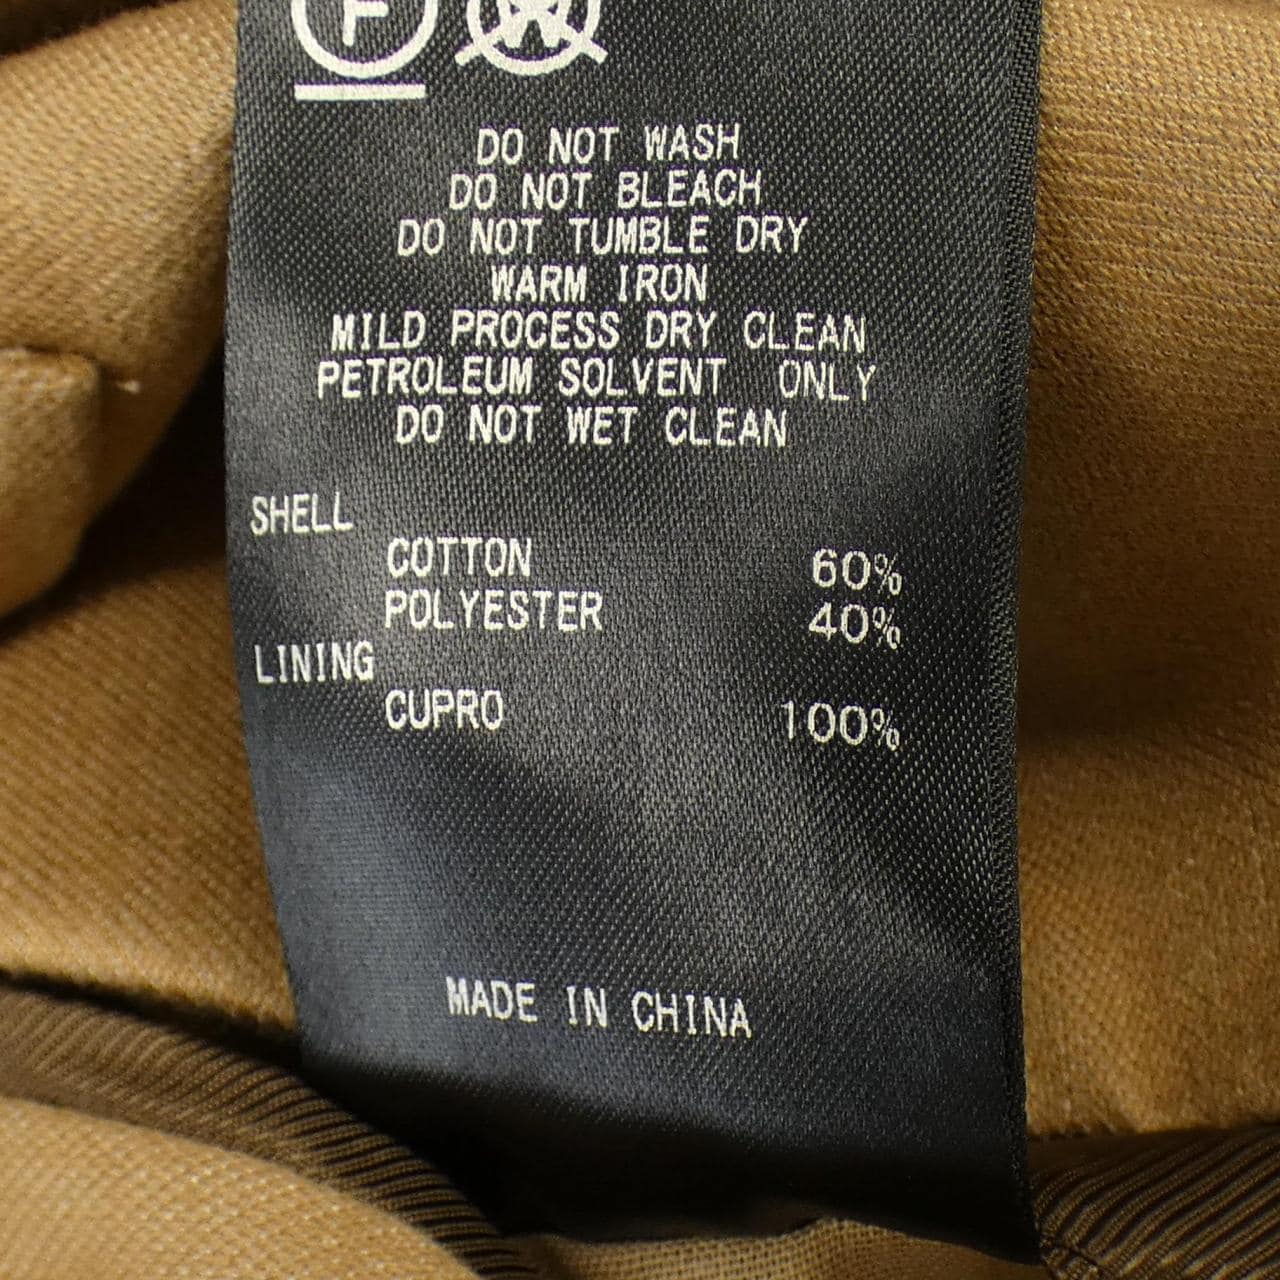 F W
DO NOT WASH
DO NOT BLEACH
DO NOT TUMBLE DRY
WARM IRON
MILD PROCESS DRY CLEAN
PETROLEUM SOLVENT ONLY
DO NOT WET CLEAN
SHELL
COTTON 60%
POLYESTER 40%
LINING
CUPRO 100%
MADE IN CHINA